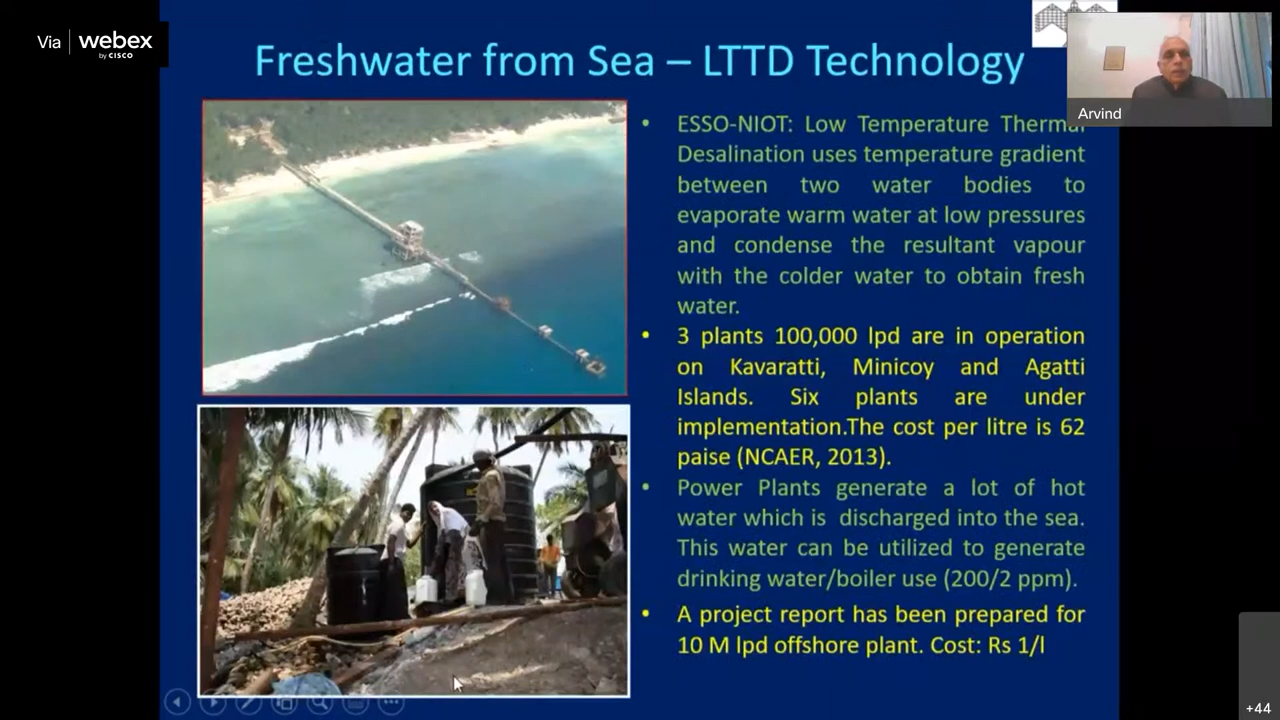 Via webex
by CISCO
Freshwater from Sea – LTTD Technology
Arvind
• ESSO-NIOT: Low Temperature Thermal
Desalination uses temperature gradient
between two water bodies to
evaporate warm water at low pressures
and condense the resultant vapour
with the colder water to obtain fresh
water.
• 3 plants 100,000 lpd are in operation
on Kavaratti, Minicoy and Agatti
Islands. Six plants are under
implementation.The cost per litre is 62
paise (NCAER, 2013).
• Power Plants generate a lot of hot
water which is discharged into the sea.
This water can be utilized to generate
drinking water/boiler use (200/2 ppm).
• A project report has been prepared for
10 M lpd offshore plant. Cost: Rs 1/l
+44